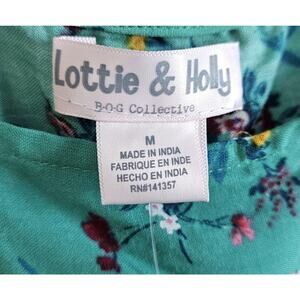 Lottie & Holly
B·O·G Collective
M
MADE IN INDIA
FABRIQUE EN INDE
HECHO EN INDIA
RN#141357